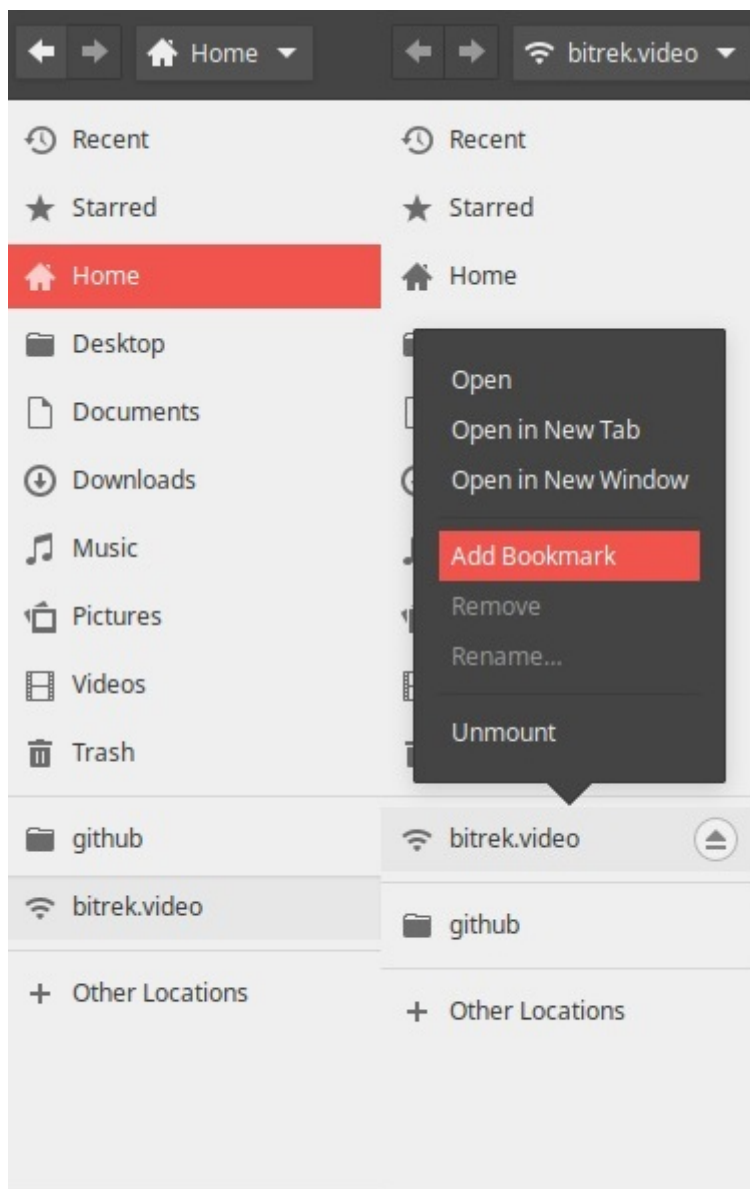 Home
Recent
Starred
Home
Desktop
Documents
Downloads
Music
Pictures
Videos
Trash
github
bitrek.video
Other Locations
bitrek.video
Recent
Starred
Home
Open
Open in New Tab
Open in New Window
Add Bookmark
Remove
Rename...
Unmount
bitrek.video
github
Other Locations